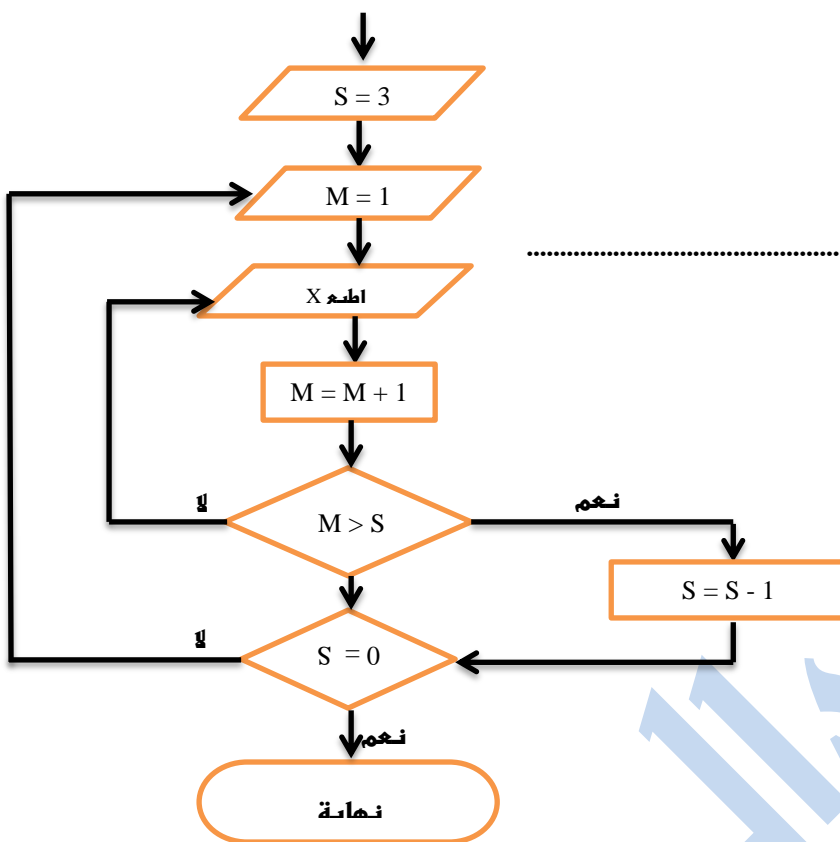 S = 3
M = 1
اطبع X
M = M + 1
لا
M > S
نعم
S = S - 1
لا
S = 0
نعم
نهاية